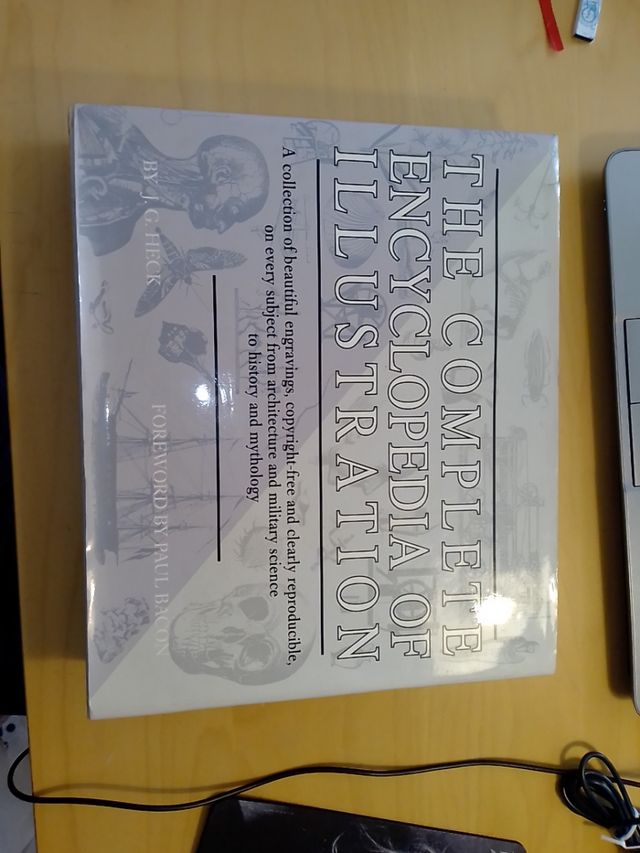 THE COMPLETE
ENCYCLOPEDIA OF
ILLUSTRATION
A collection of beautiful engravings, copyright-free and clearly reproducible,
on every subject from architecture and military science
to history and mythology
BY J. G. HECK
FOREWORD BY PAUL BACON